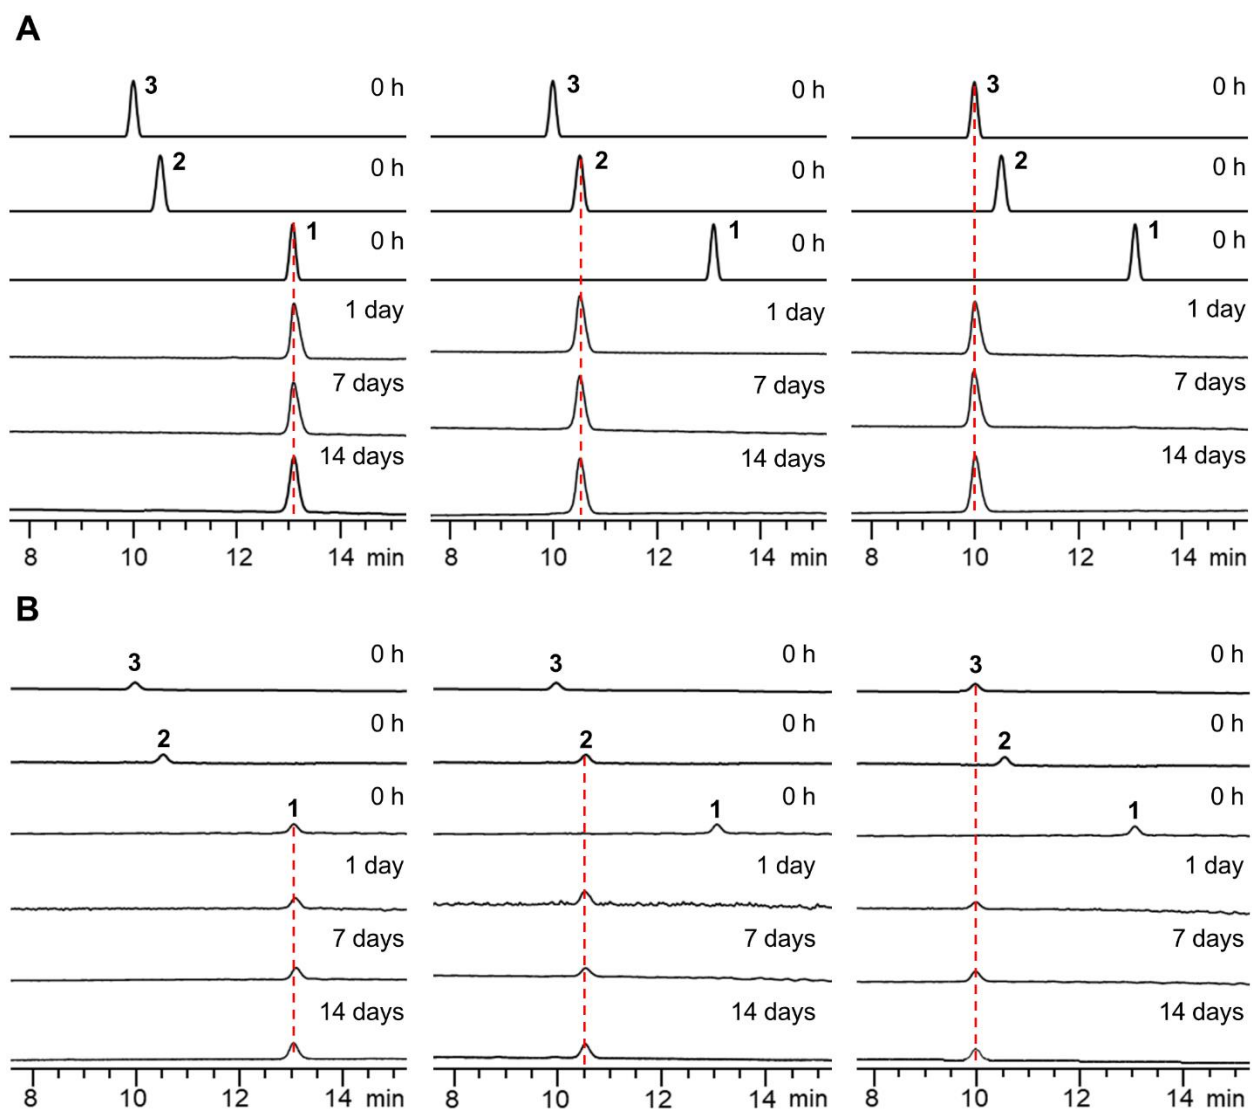 A
3 0 h 3 0 h 3 0 h
2 0 h 2 0 h 2 0 h
1 0 h 1 0 h 1 0 h
1 day 1 day 1 day
7 days 7 days 7 days
14 days 14 days 14 days
8 10 12 14 min 8 10 12 14 min 8 10 12 14 min
B
3 0 h 3 0 h 3 0 h
2 0 h 2 0 h 2 0 h
1 0 h 1 0 h 1 0 h
1 day 1 day 1 day
7 days 7 days 7 days
14 days 14 days 14 days
8 10 12 14 min 8 10 12 14 min 8 10 12 14 min